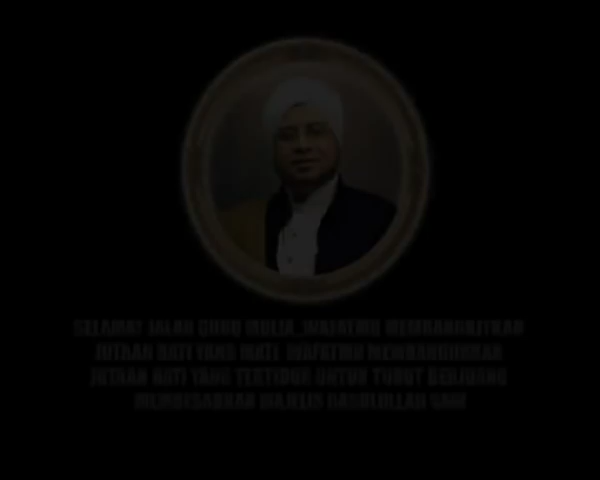 SELAMAT JALAN GURU MULIA, WAFATMU MEMBANGKITKAN
JUTAAN HATI YANG MATI, WAFATMU MEMBANGUNKAN
JUTAAN HATI YANG TERTIDUR UNTUK TURUT BERJUANG
MEMBESARKAN MAJELIS RASULULLAH SAW